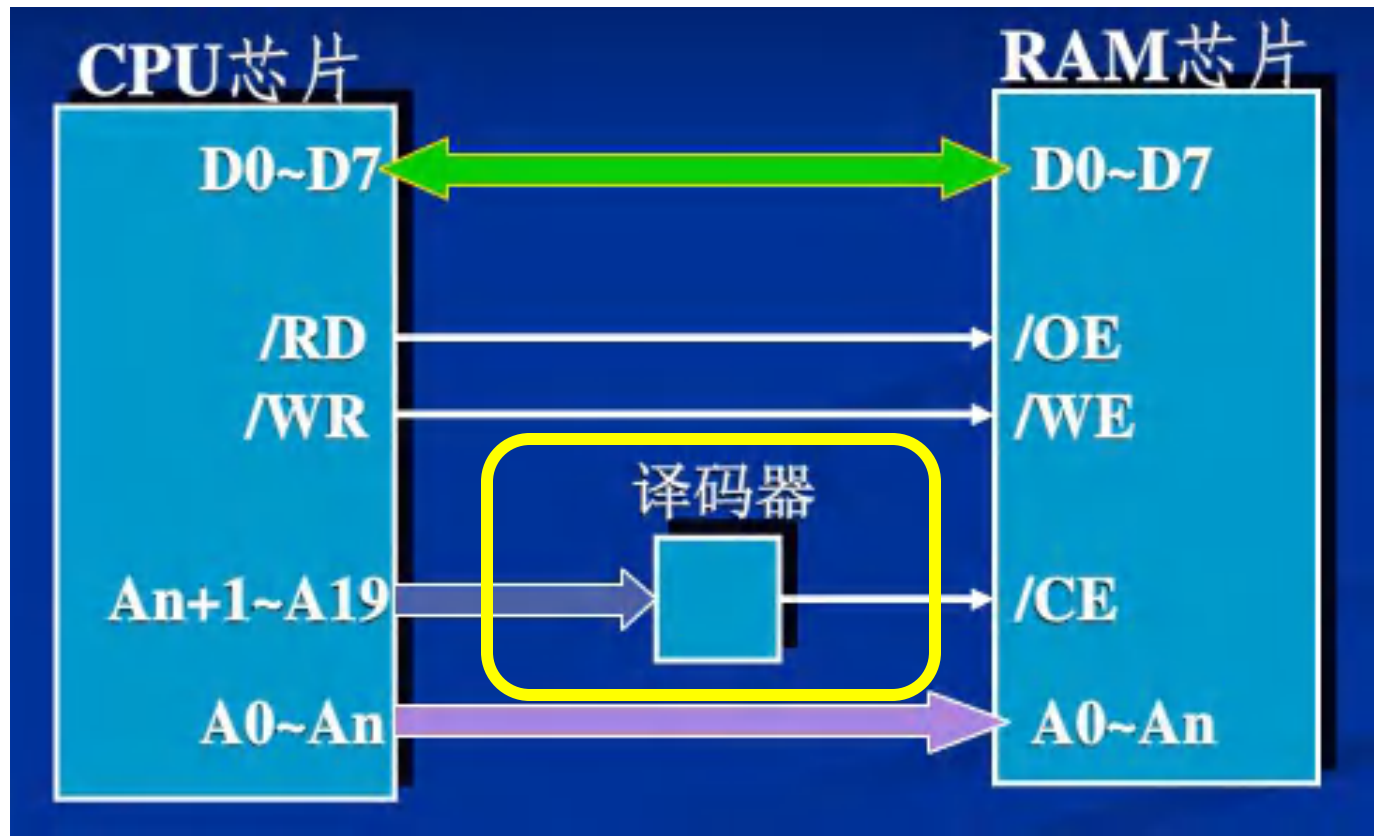 CPU芯片
RAM芯片
D0~D7
D0~D7
/RD
/OE
/WR
/WE
译码器
An+1~A19
/CE
A0~An
A0~An